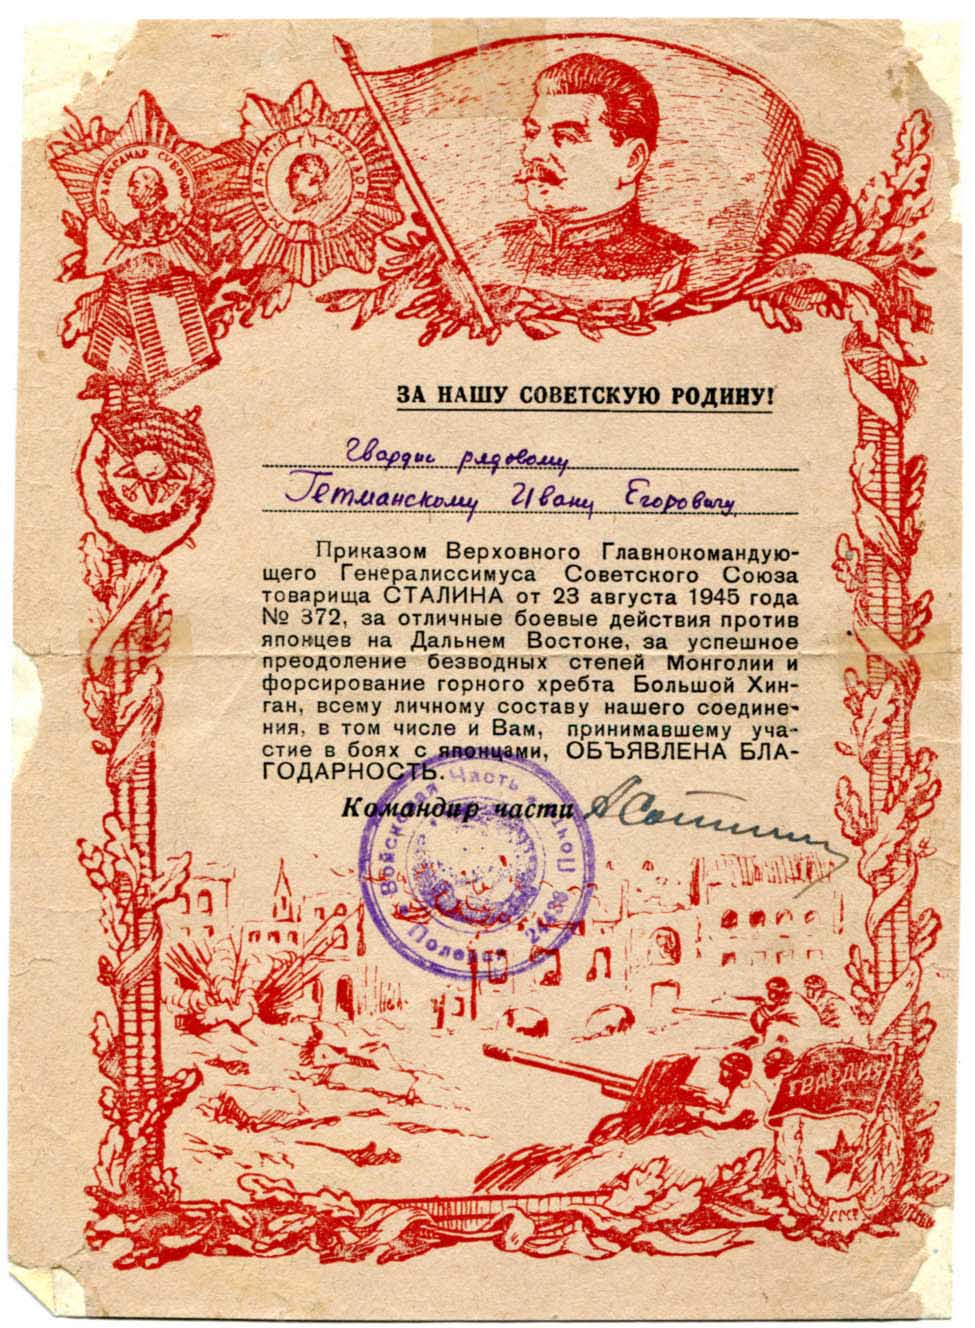 АЛЕКСАНДР СУВОРОВ
ЗА НАШУ СОВЕТСКУЮ РОДИНУ!
Гвардии рядовому
Гетманскому Ивану Егоровичу
Приказом Верховного Главнокомандую-
щего Генералиссимуса Советского Союза
товарища СТАЛИНА от 23 августа 1945 года
№ 372, за отличные боевые действия против
японцев на Дальнем Востоке, за успешное
преодоление безводных степей Монголии и
форсирование горного хребта Большой Хин-
ган, всему личному составу нашего соедине-
ния, в том числе и Вам, принимавшему уча-
стие в боях с японцами, ОБЪЯВЛЕНА БЛА-
ГОДАРНОСТЬ.
Командир части
Войсковая Часть
Полевая
ГВАРДИЯ
СССР